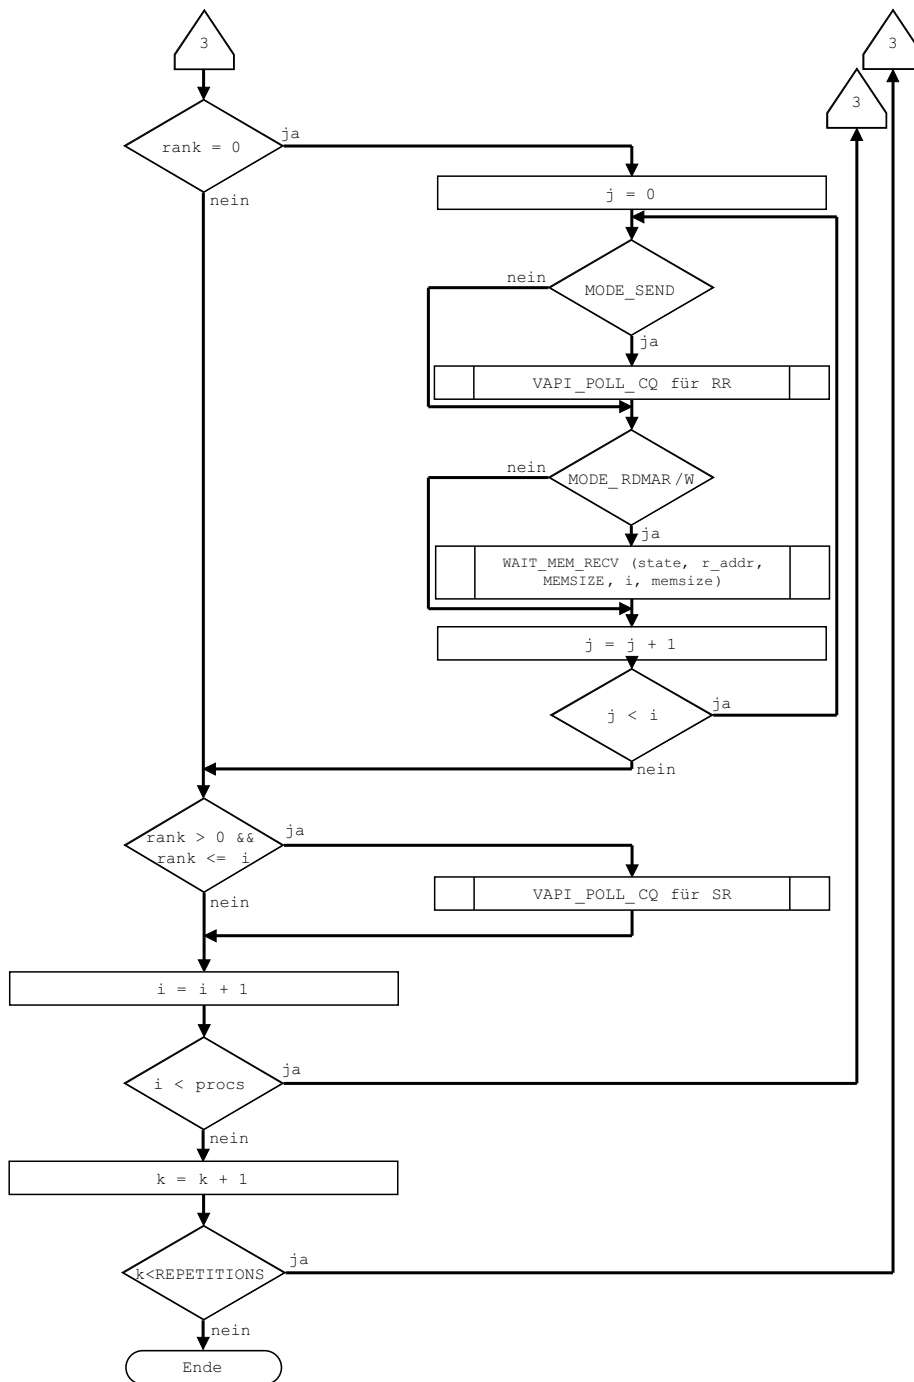 3
3
3
rank = 0
ja
nein
j = 0
MODE_SEND
nein
ja
VAPI_POLL_CQ für RR
MODE_RDMAR/W
nein
ja
WAIT_MEM_RECV (state, r_addr,
MEMSIZE, i, memsize)
j = j + 1
j < i
ja
nein
rank > 0 &&
rank <= i
ja
nein
VAPI_POLL_CQ für SR
i = i + 1
i < procs
ja
nein
k = k + 1
k<REPETITIONS
ja
nein
Ende